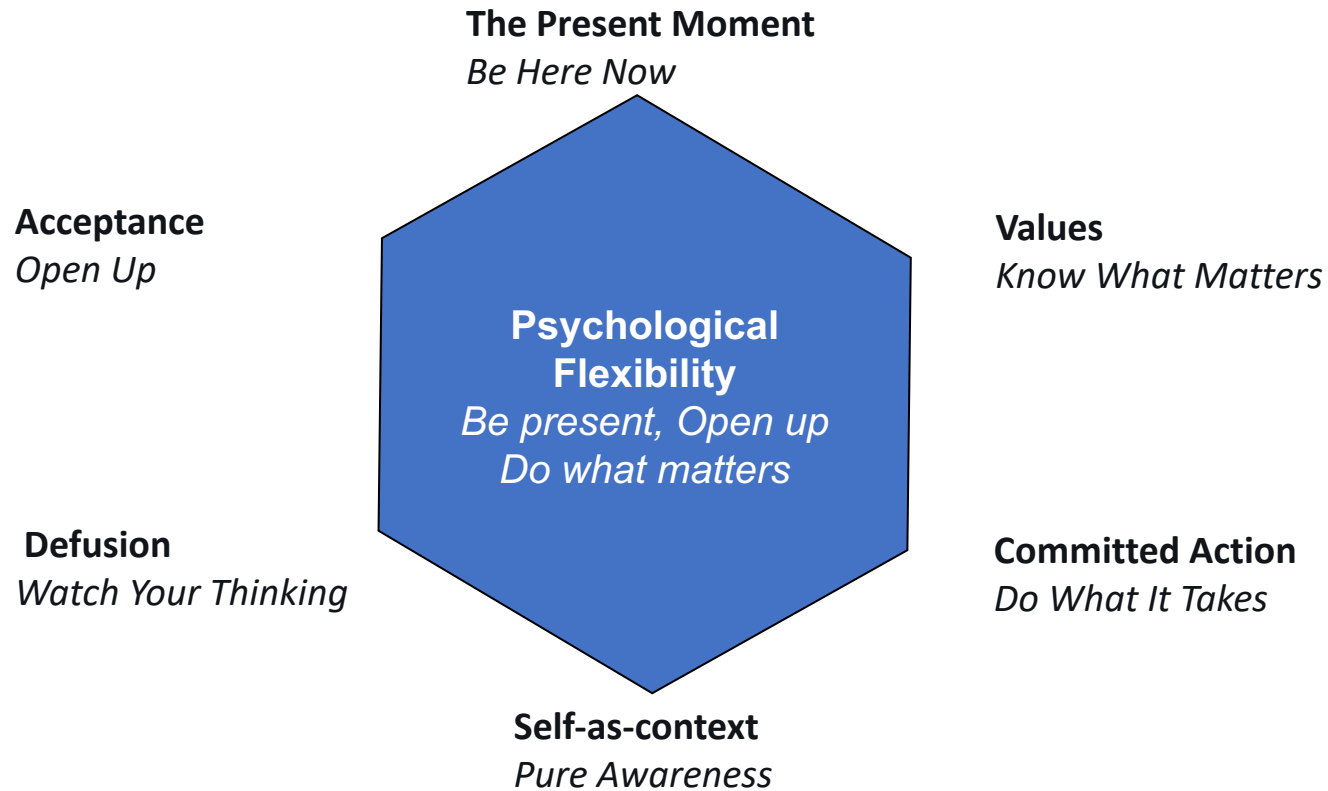 The Present Moment
Be Here Now
Acceptance
Open Up
Values
Know What Matters
Psychological
Flexibility
Be present, Open up
Do what matters
Defusion
Watch Your Thinking
Committed Action
Do What It Takes
Self-as-context
Pure Awareness